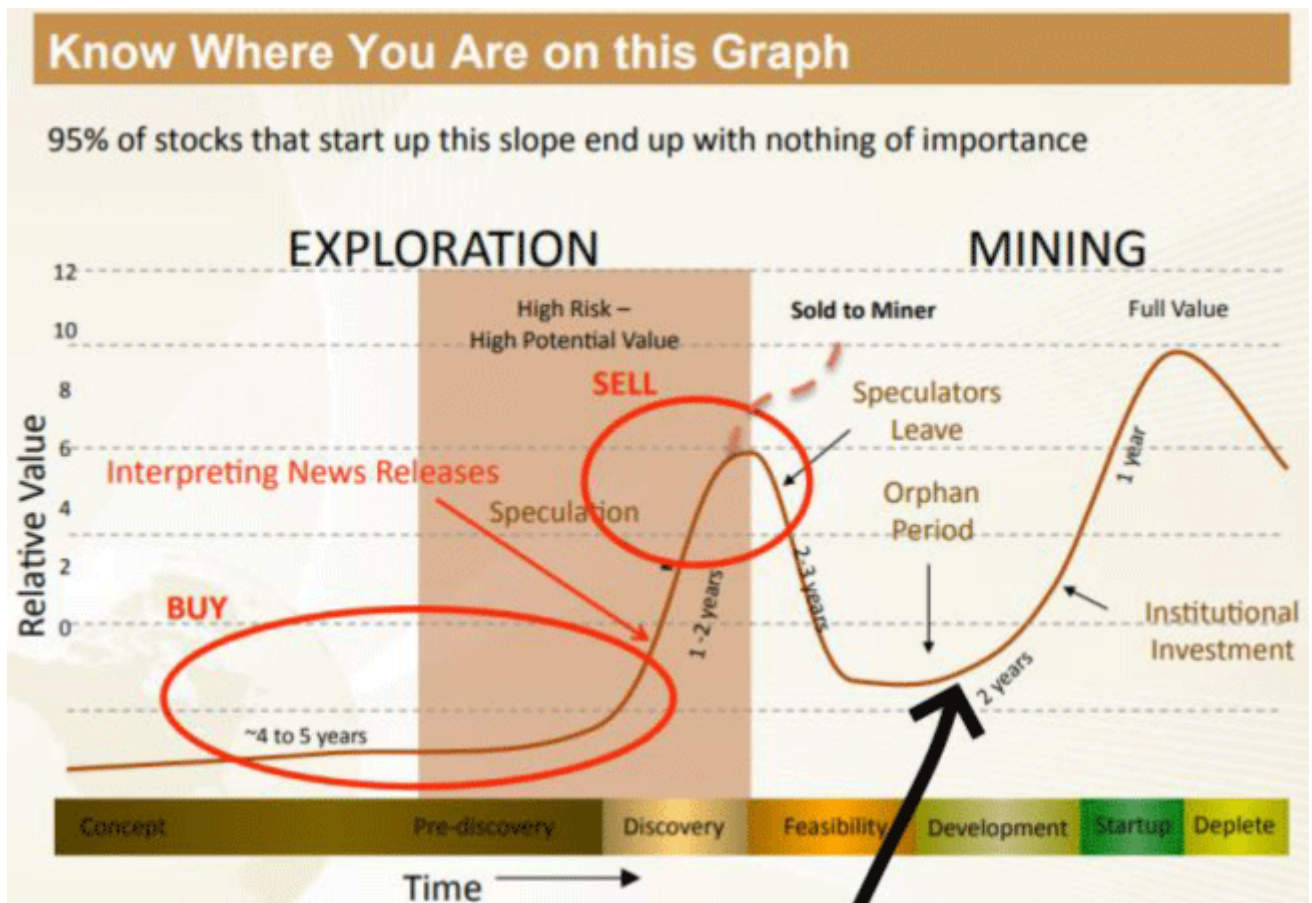 Know Where You Are on this Graph
95% of stocks that start up this slope end up with nothing of importance
EXPLORATION
MINING
12
10
8
6
4
2
0
Relative Value
High Risk –
High Potential Value
Sold to Miner
Full Value
SELL
Speculators
Leave
Interpreting News Releases
Speculation
Orphan
Period
1 year
BUY
1 -2 years
2-3 years
Institutional
Investment
2 years
~4 to 5 years
Concept
Pre-discovery
Discovery
Feasibility
Development
Startup
Deplete
Time